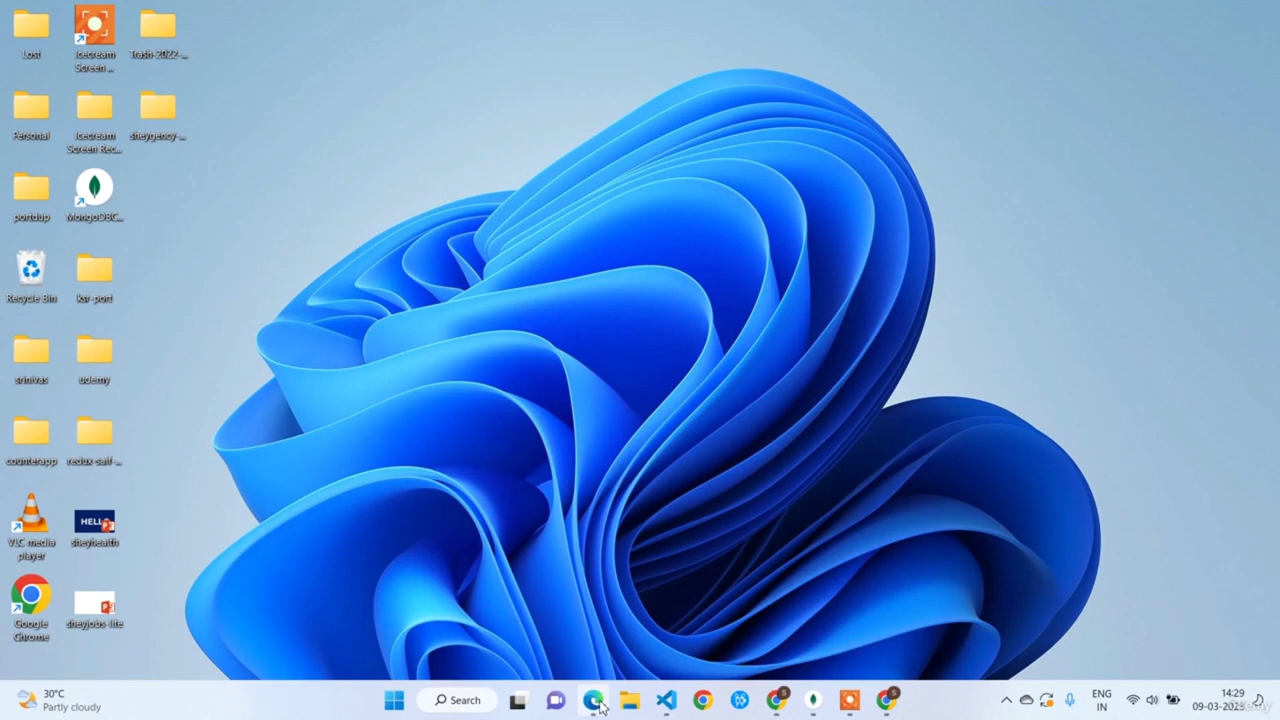 Lost
Icecream
Screen ...
Trash-2022-...
Personal
Icecream
Screen Rec...
sheygency-...
portdup
MongoDBC...
Recycle Bin
ksr-port
srinivas
udemy
counterapp
redux-saif-...
VLC media
player
HELL
sheyhealth
Google
Chrome
sheyjobs-lite
30°C
Partly cloudy
Search
S
S
ENG
IN
14:29
09-03-2023